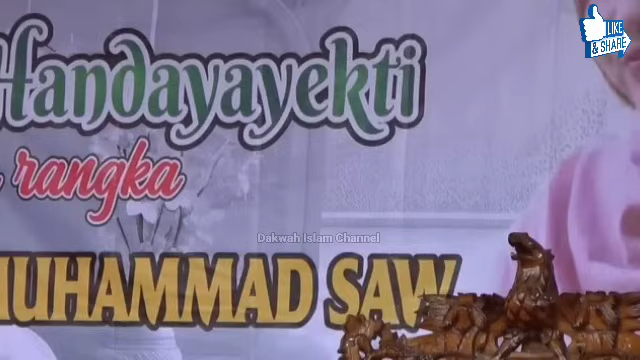 LIKE
& SHARE
Handayayekti
rangka
Dakwah Islam Channel
MUHAMMAD SAW